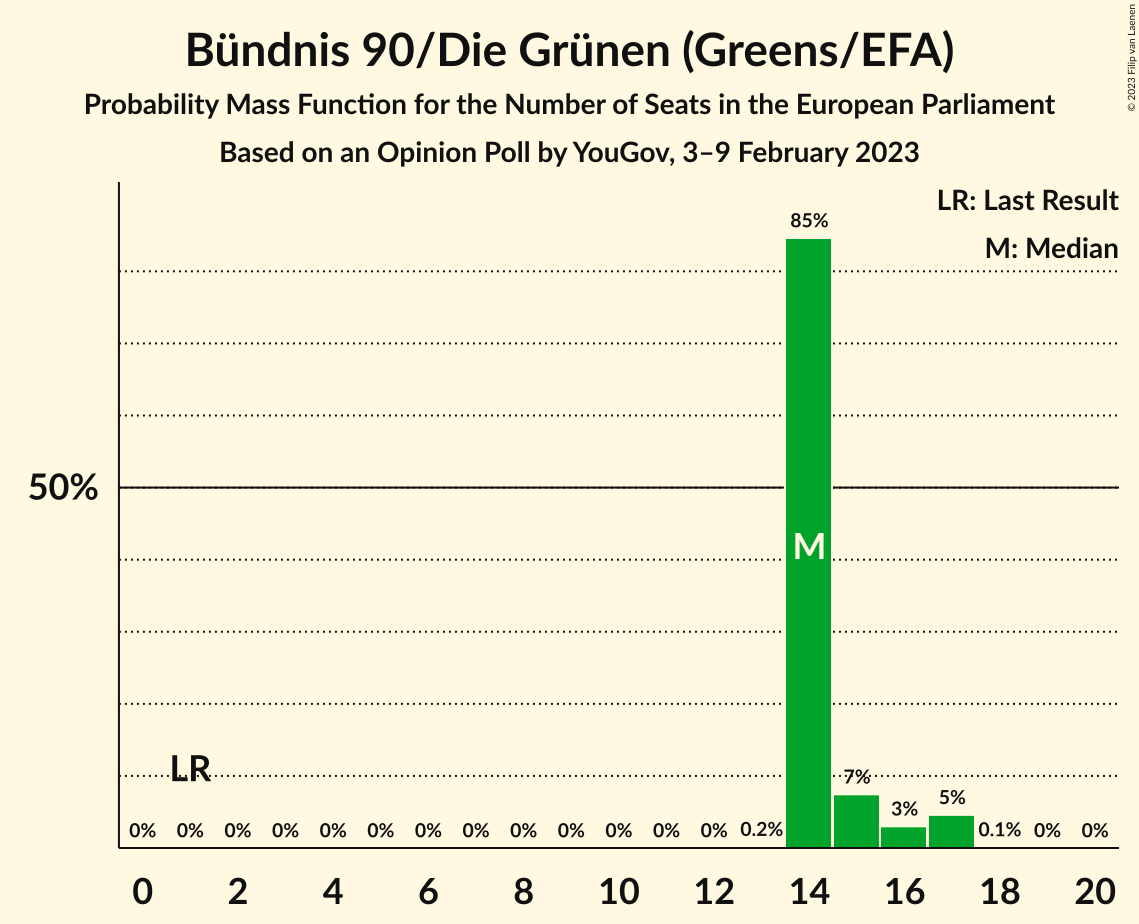 Bündnis 90/Die Grünen (Greens/EFA)
Probability Mass Function for the Number of Seats in the European Parliament
Based on an Opinion Poll by YouGov, 3–9 February 2023
© 2023 Filip van Laenen
LR: Last Result
M: Median
85%
50%
M
LR
7%
5%
3%
0% 0% 0% 0% 0% 0% 0% 0% 0% 0% 0% 0% 0% 0.2% 0.1% 0% 0%
0 2 4 6 8 10 12 14 16 18 20